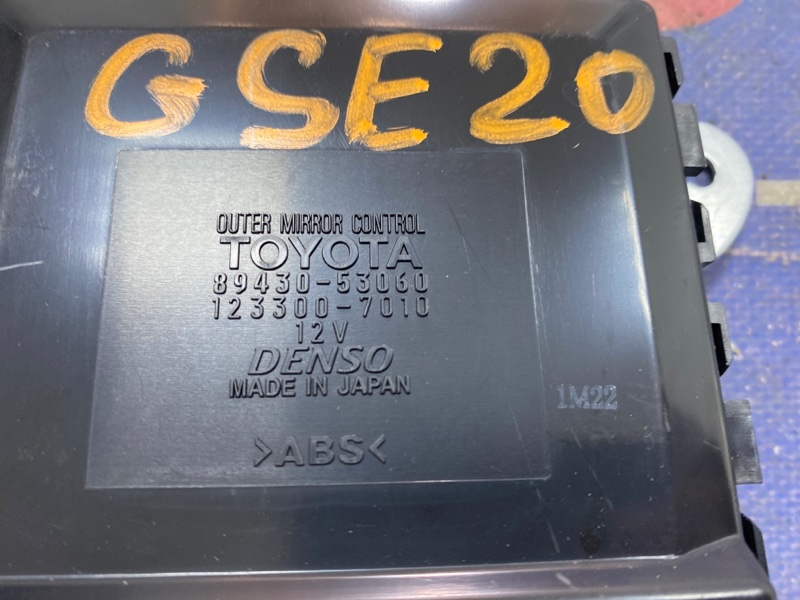 GSE20
OUTER MIRROR CONTROL
TOYOTA
89430-53060
123300-7010
12V
DENSO
MADE IN JAPAN
1M22
>ABS<